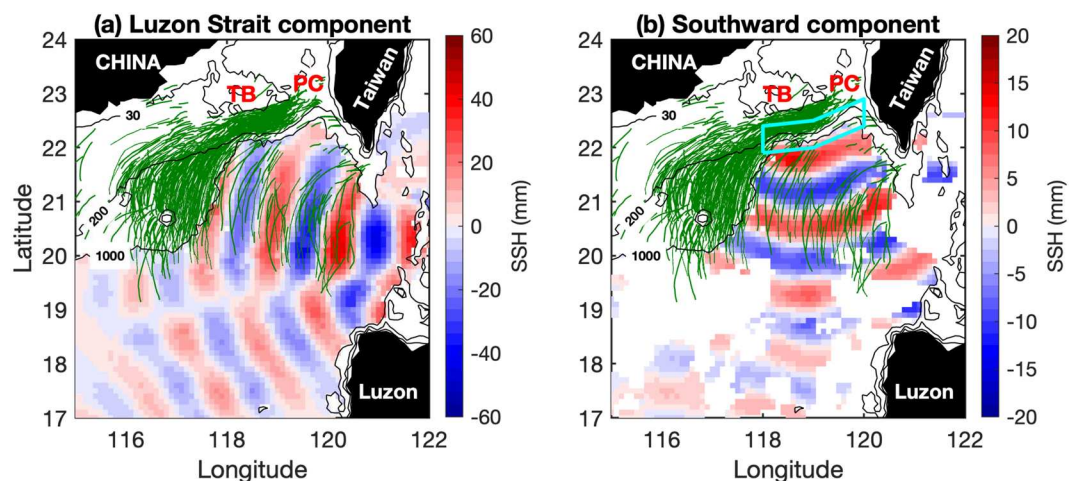 (a) Luzon Strait component
24
23
22
21
20
19
18
17
Latitude
116
118
120
122
Longitude
CHINA
TB
PC
Taiwan
Luzon
30
200
1000
60
40
20
0
-20
-40
-60
SSH (mm)
(b) Southward component
24
23
22
21
20
19
18
17
116
118
120
122
Longitude
CHINA
TB
PC
Taiwan
Luzon
30
200
1000
20
15
10
5
0
-5
-10
-15
-20
SSH (mm)